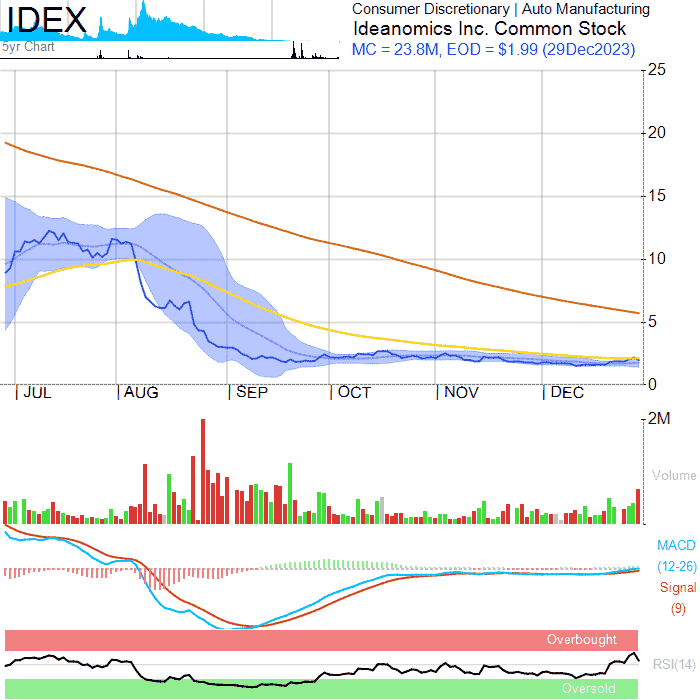 IDEX
5yr Chart
Consumer Discretionary | Auto Manufacturing
Ideanomics Inc. Common Stock
MC = 23.8M, EOD = $1.99 (29Dec2023)
25
20
15
10
5
0
JUL AUG SEP OCT NOV DEC
2M
Volume
MACD
(12-26)
Signal
(9)
Overbought
RSI(14)
Oversold